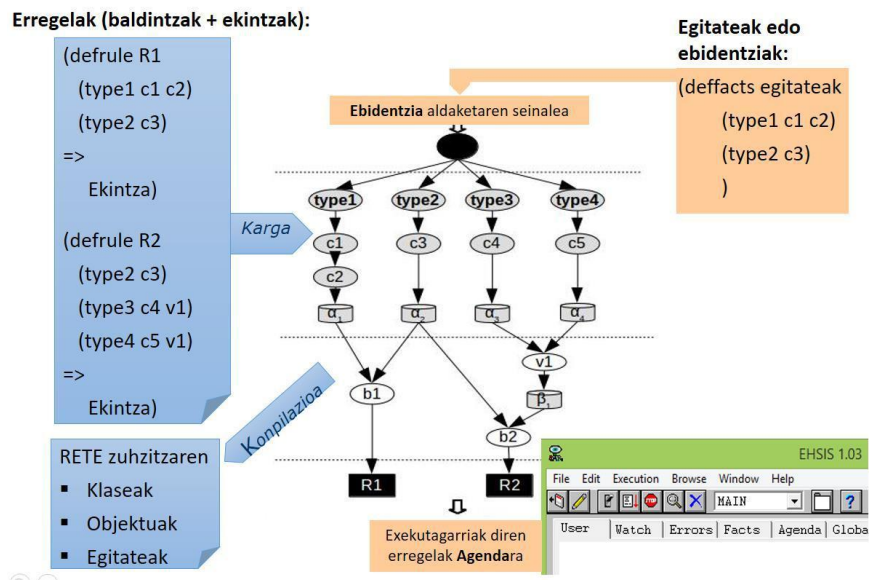 Erregelak (baldintzak + ekintzak):
(defrule R1
(type1 c1 c2)
(type2 c3)
=>
Ekintza)
(defrule R2
(type2 c3)
(type3 c4 v1)
(type4 c5 v1)
=>
Ekintza)
Karga
Konpilazioa
RETE zuhzitzaren
▪ Klaseak
▪ Objektuak
▪ Egitateak
Egitateak edo
ebidentziak:
(deffacts egitateak
(type1 c1 c2)
(type2 c3)
)
Ebidentzia aldaketaren seinalea
type1 type2 type3 type4
c1 c3 c4 c5
c2
α1 α2 α3 α4
v1
b1
β1
b2
R1 R2
Exekutagarriak diren
erregelak Agendara
EHSIS 1.03
File Edit Execution Browse Window Help
MAIN
User Watch Errors Facts Agenda Globa